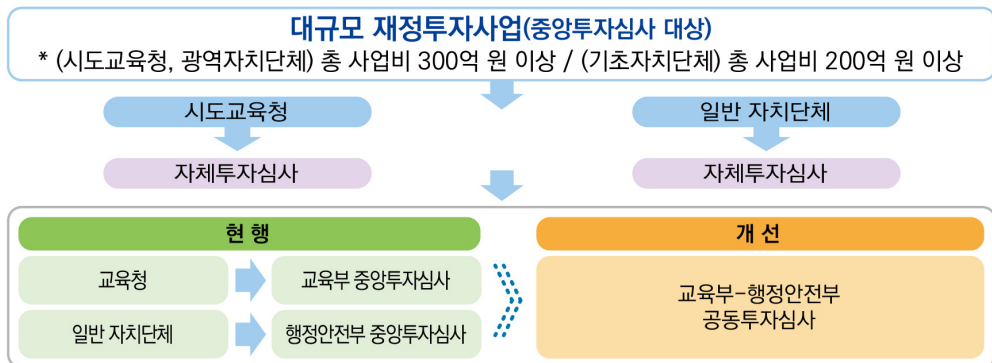 대규모 재정투자사업(중앙투자심사 대상)
* (시도교육청, 광역자치단체) 총 사업비 300억 원 이상 / (기초자치단체) 총 사업비 200억 원 이상
시도교육청
일반 자치단체
자체투자심사
자체투자심사
현 행
개 선
교육청
교육부 중앙투자심사
일반 자치단체
행정안전부 중앙투자심사
교육부-행정안전부
공동투자심사